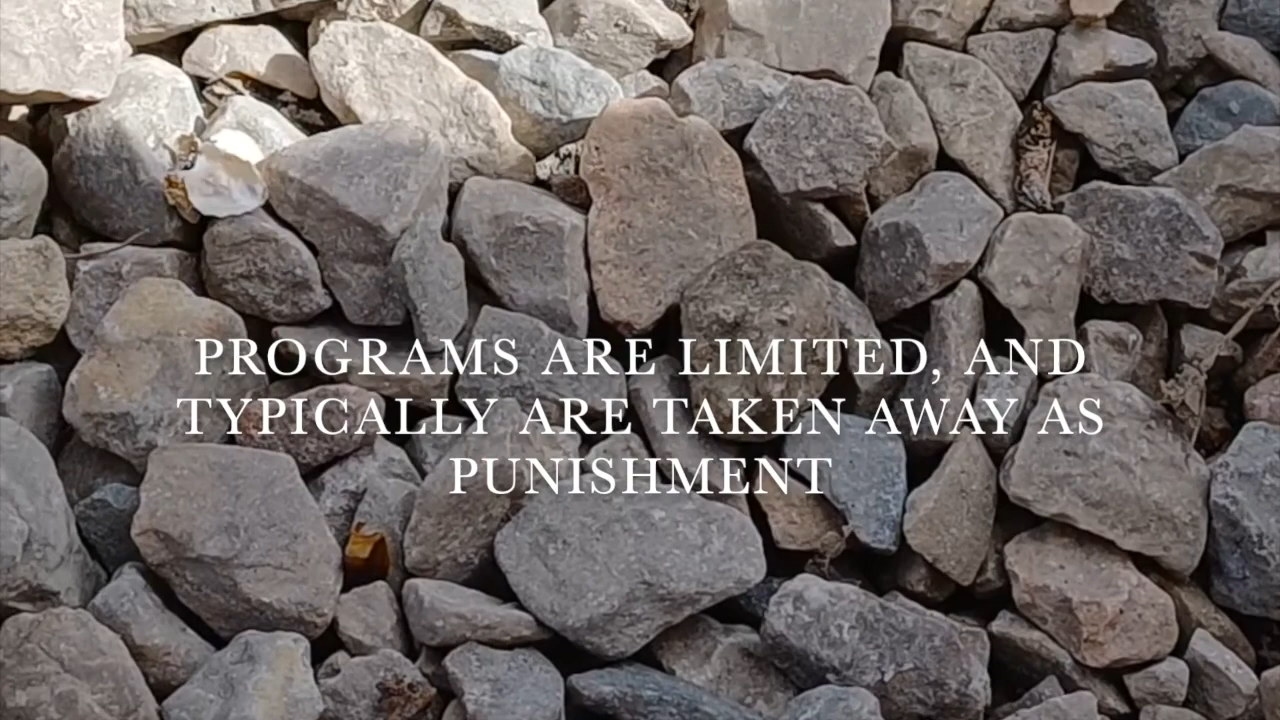 PROGRAMS ARE LIMITED, AND
TYPICALLY ARE TAKEN AWAY AS
PUNISHMENT